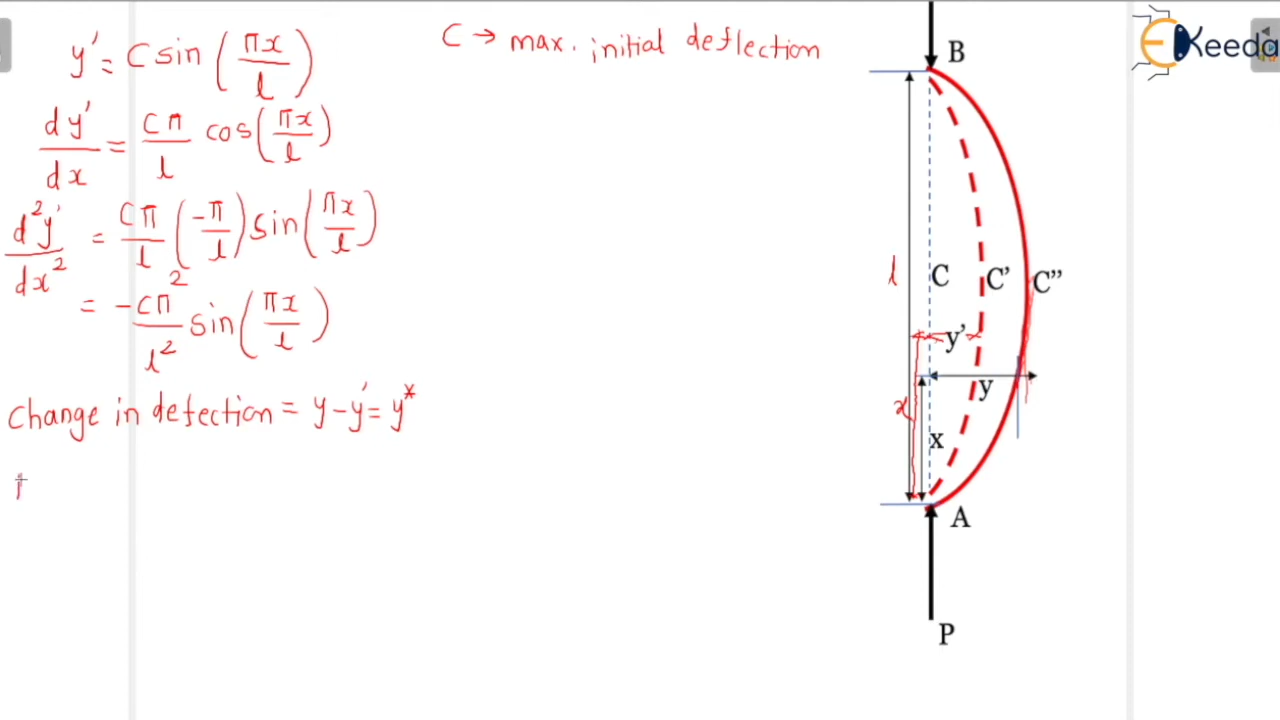 y' = C sin (πx/l)
dy'/dx = Cπ/l cos(πx/l)
d²y'/dx² = Cπ/l (-π/l) sin(πx/l)
= -Cπ²/l² sin(πx/l)
Change in defection = y-y' = y*
C → max. initial deflection
B
l
C
C'
C”
y'
y
x
x
A
P
EKeeda